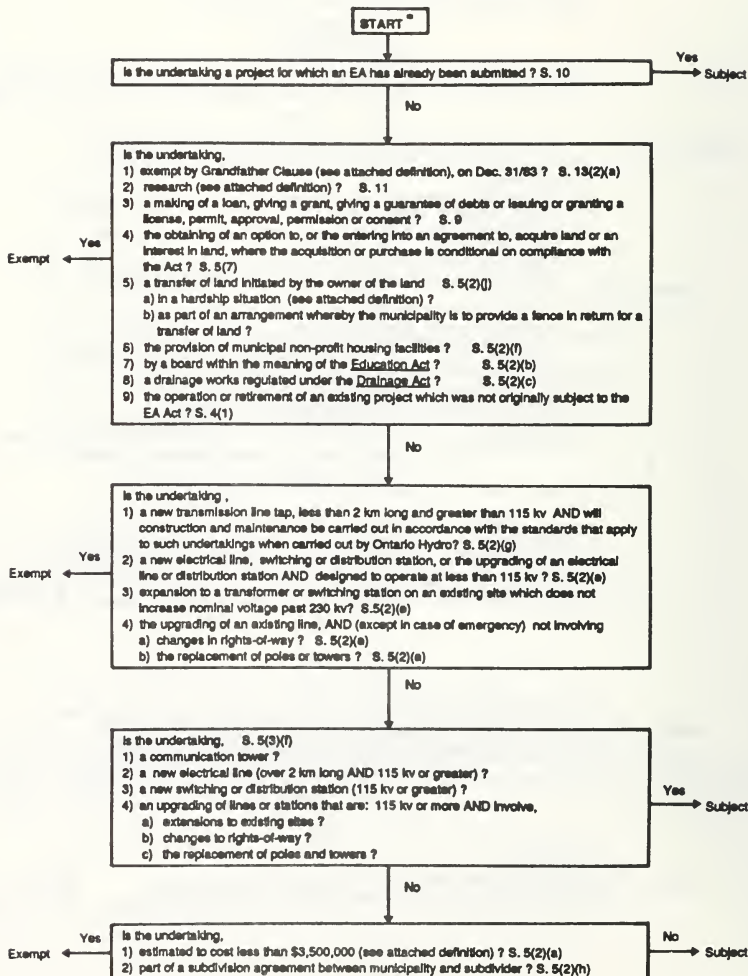 START *
Yes
Is the undertaking a project for which an EA has already been submitted ? S. 10
Subject
No
Is the undertaking,
1) exempt by Grandfather Clause (see attached definition), on Dec. 31/83 ? S. 13(2)(a)
2) research (see attached definition) ? S. 11
3) a making of a loan, giving a grant, giving a guarantee of debts or issuing or granting a
license, permit, approval, permission or consent ? S. 9
Yes
4) the obtaining of an option to, or the entering into an agreement to, acquire land or an
Exempt
interest in land, where the acquisition or purchase is conditional on compliance with
the Act ? S. 5(7)
5) a transfer of land initiated by the owner of the land S. 5(2)(j)
a) in a hardship situation (see attached definition) ?
b) as part of an arrangement whereby the municipality is to provide a fence in return for a
transfer of land ?
6) the provision of municipal non-profit housing facilities ? S. 5(2)(f)
7) by a board within the meaning of the Education Act ? S. 5(2)(b)
8) a drainage works regulated under the Drainage Act ? S. 5(2)(c)
9) the operation or retirement of an existing project which was not originally subject to the
EA Act ? S. 4(1)
No
Is the undertaking ,
1) a new transmission line tap, less than 2 km long and greater than 115 kv AND will
construction and maintenance be carried out in accordance with the standards that apply
to such undertakings when carried out by Ontario Hydro? S. 5(2)(g)
Yes
2) a new electrical line, switching or distribution station, or the upgrading of an electrical
Exempt
line or distribution station AND designed to operate at less than 115 kv ? S. 5(2)(e)
3) expansion to a transformer or switching station on an existing site which does not
increase nominal voltage past 230 kv? S.5(2)(e)
4) the upgrading of an existing line, AND (except in case of emergency) not involving
a) changes in rights-of-way ? S. 5(2)(e)
b) the replacement of poles or towers ? S. 5(2)(e)
No
Is the undertaking, S. 5(3)(f)
1) a communication tower ?
2) a new electrical line (over 2 km long AND 115 kv or greater) ?
3) a new switching or distribution station (115 kv or greater) ?
Yes
4) an upgrading of lines or stations that are: 115 kv or more AND involve,
Subject
a) extensions to existing sites ?
b) changes to rights-of-way ?
c) the replacement of poles and towers ?
No
Yes
Is the undertaking,
No
Exempt
1) estimated to cost less than $3,500,000 (see attached definition) ? S. 5(2)(a)
Subject
2) part of a subdivision agreement between municipality and subdivider ? S. 5(2)(h)